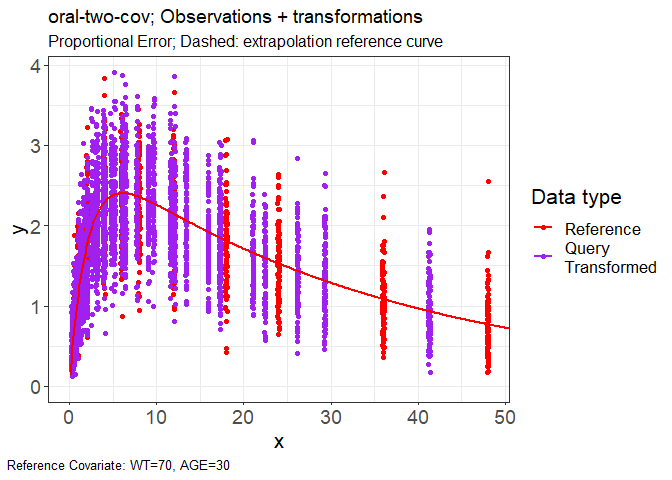 oral-two-cov; Observations + transformations
Proportional Error; Dashed: extrapolation reference curve
4
3
2
1
0
y
0 10 20 30 40 50
x
Data type
Reference
Query
Transformed
Reference Covariate: WT=70, AGE=30